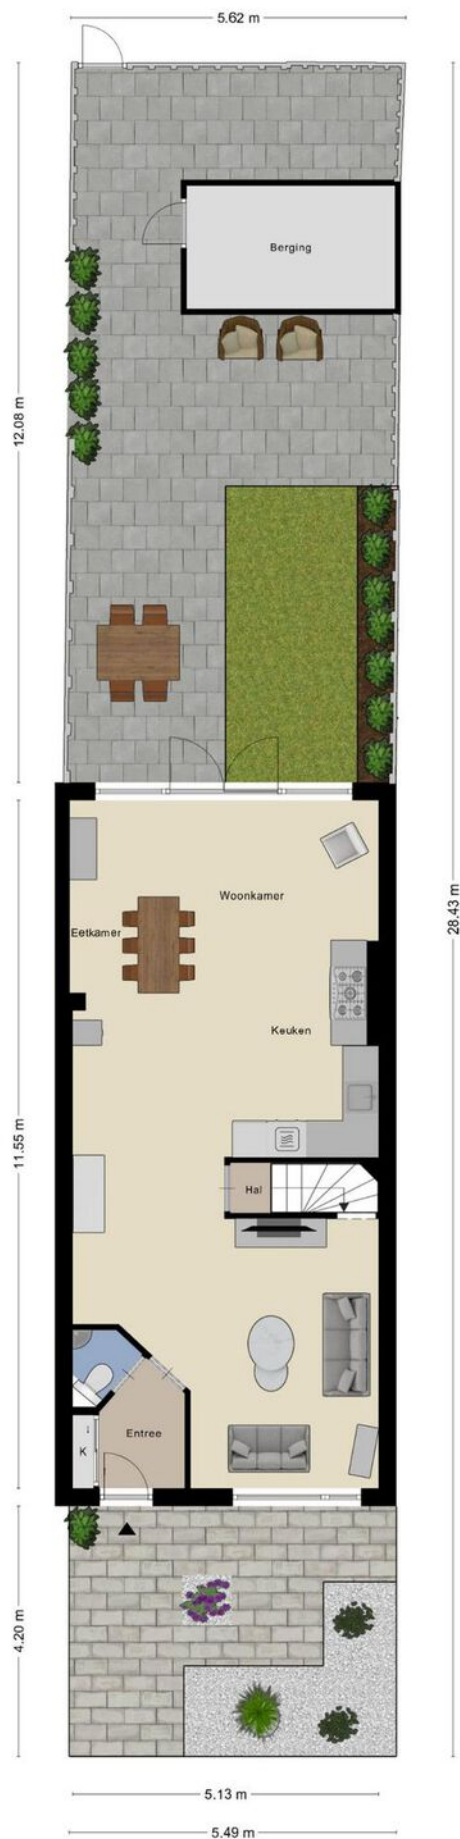 5.62 m
Berging
12.08 m
28.43 m
Woonkamer
Eetkamer
Keuken
11.55 m
Hal
Entree
K
4.20 m
5.13 m
5.49 m